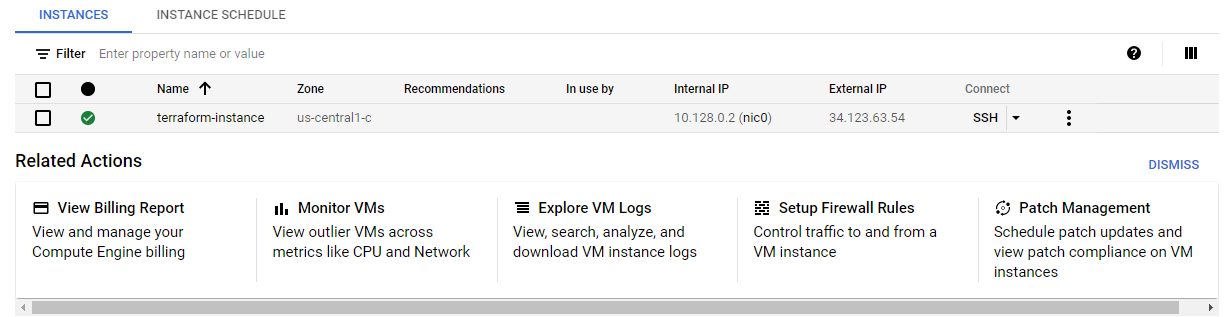 INSTANCES INSTANCE SCHEDULE
Filter Enter property name or value
Name Zone Recommendations In use by Internal IP External IP Connect
terraform-instance us-central1-c 10.128.0.2 (nic0) 34.123.63.54 SSH
Related Actions
DISMISS
View Billing Report
View and manage your
Compute Engine billing
Monitor VMs
View outlier VMs across
metrics like CPU and Network
Explore VM Logs
View, search, analyze, and
download VM instance logs
Setup Firewall Rules
Control traffic to and from a
VM instance
Patch Management
Schedule patch updates and
view patch compliance on VM
instances